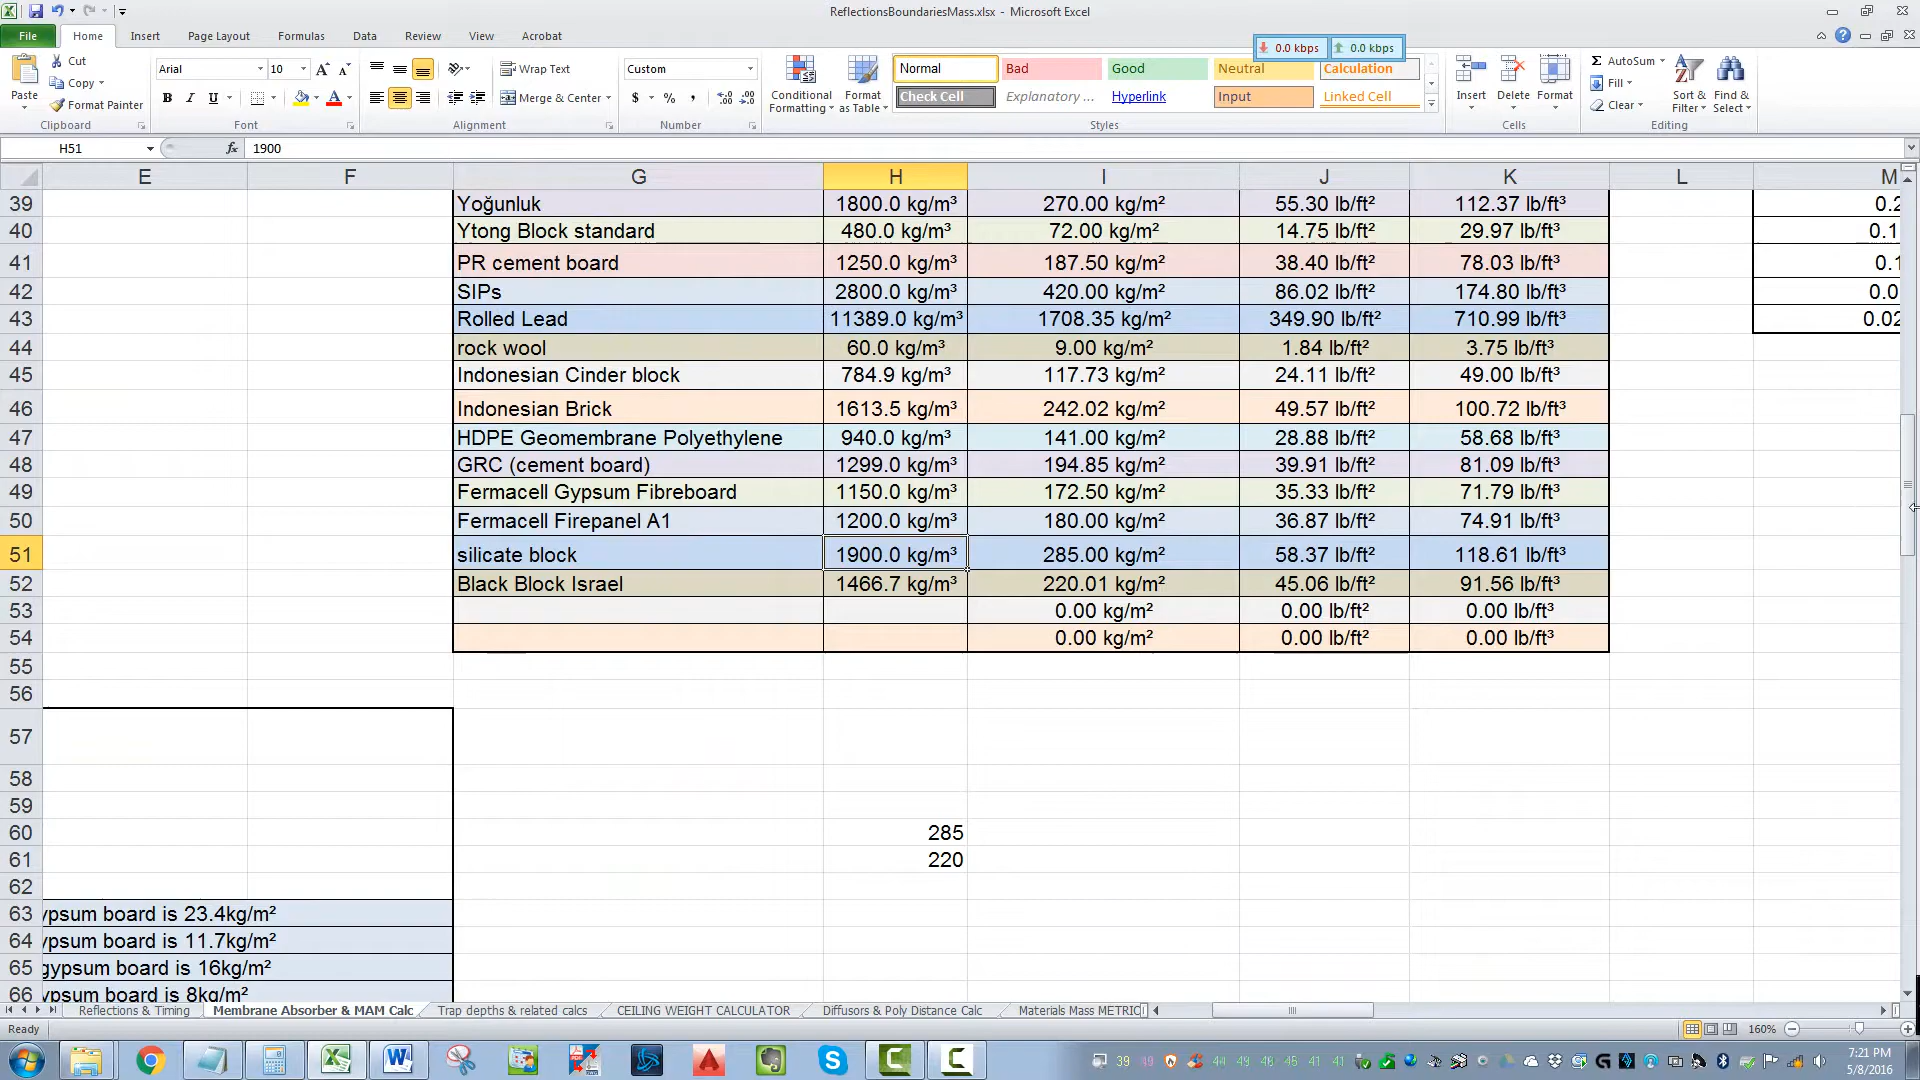 ReflectionsBoundariesMass.xlsx - Microsoft Excel
File Home Insert Page Layout Formulas Data Review View Acrobat
0.0 kbps 0.0 kbps
Paste Cut Copy Format Painter
Clipboard
Arial 10
B I U A
Font
Wrap Text
Merge & Center
Alignment
Custom
$ % ,
Number
Conditional Formatting
Format as Table
Normal Bad Good Neutral Calculation
Check Cell Explanatory ... Hyperlink Input Linked Cell
Styles
Insert Delete Format
Cells
AutoSum
Fill
Clear
Sort & Filter
Find & Select
Editing
H51 fx 1900
E F G H I J K L M
39 Yoğunluk 1800.0 kg/m³ 270.00 kg/m² 55.30 lb/ft² 112.37 lb/ft³ 0.2
40 Ytong Block standard 480.0 kg/m³ 72.00 kg/m² 14.75 lb/ft² 29.97 lb/ft³ 0.1
41 PR cement board 1250.0 kg/m³ 187.50 kg/m² 38.40 lb/ft² 78.03 lb/ft³ 0.1
42 SIPs 2800.0 kg/m³ 420.00 kg/m² 86.02 lb/ft² 174.80 lb/ft³ 0.0
43 Rolled Lead 11389.0 kg/m³ 1708.35 kg/m² 349.90 lb/ft² 710.99 lb/ft³ 0.02
44 rock wool 60.0 kg/m³ 9.00 kg/m² 1.84 lb/ft² 3.75 lb/ft³
45 Indonesian Cinder block 784.9 kg/m³ 117.73 kg/m² 24.11 lb/ft² 49.00 lb/ft³
46 Indonesian Brick 1613.5 kg/m³ 242.02 kg/m² 49.57 lb/ft² 100.72 lb/ft³
47 HDPE Geomembrane Polyethylene 940.0 kg/m³ 141.00 kg/m² 28.88 lb/ft² 58.68 lb/ft³
48 GRC (cement board) 1299.0 kg/m³ 194.85 kg/m² 39.91 lb/ft² 81.09 lb/ft³
49 Fermacell Gypsum Fibreboard 1150.0 kg/m³ 172.50 kg/m² 35.33 lb/ft² 71.79 lb/ft³
50 Fermacell Firepanel A1 1200.0 kg/m³ 180.00 kg/m² 36.87 lb/ft² 74.91 lb/ft³
51 silicate block 1900.0 kg/m³ 285.00 kg/m² 58.37 lb/ft² 118.61 lb/ft³
52 Black Block Israel 1466.7 kg/m³ 220.01 kg/m² 45.06 lb/ft² 91.56 lb/ft³
53 0.00 kg/m² 0.00 lb/ft² 0.00 lb/ft³
54 0.00 kg/m² 0.00 lb/ft² 0.00 lb/ft³
55
56
57
58
59
60 285
61 220
62
63 ypsum board is 23.4kg/m²
64 ypsum board is 11.7kg/m²
65 gypsum board is 16kg/m²
66 ypsum board is 8kg/m²
Reflections & Timing Membrane Absorber & MAM Calc Trap depths & related calcs CEILING WEIGHT CALCULATOR Diffusors & Poly Distance Calc Materials Mass METRIC
Ready 160%
39 49 44 49 48 45 41 41
7:21 PM
5/8/2016